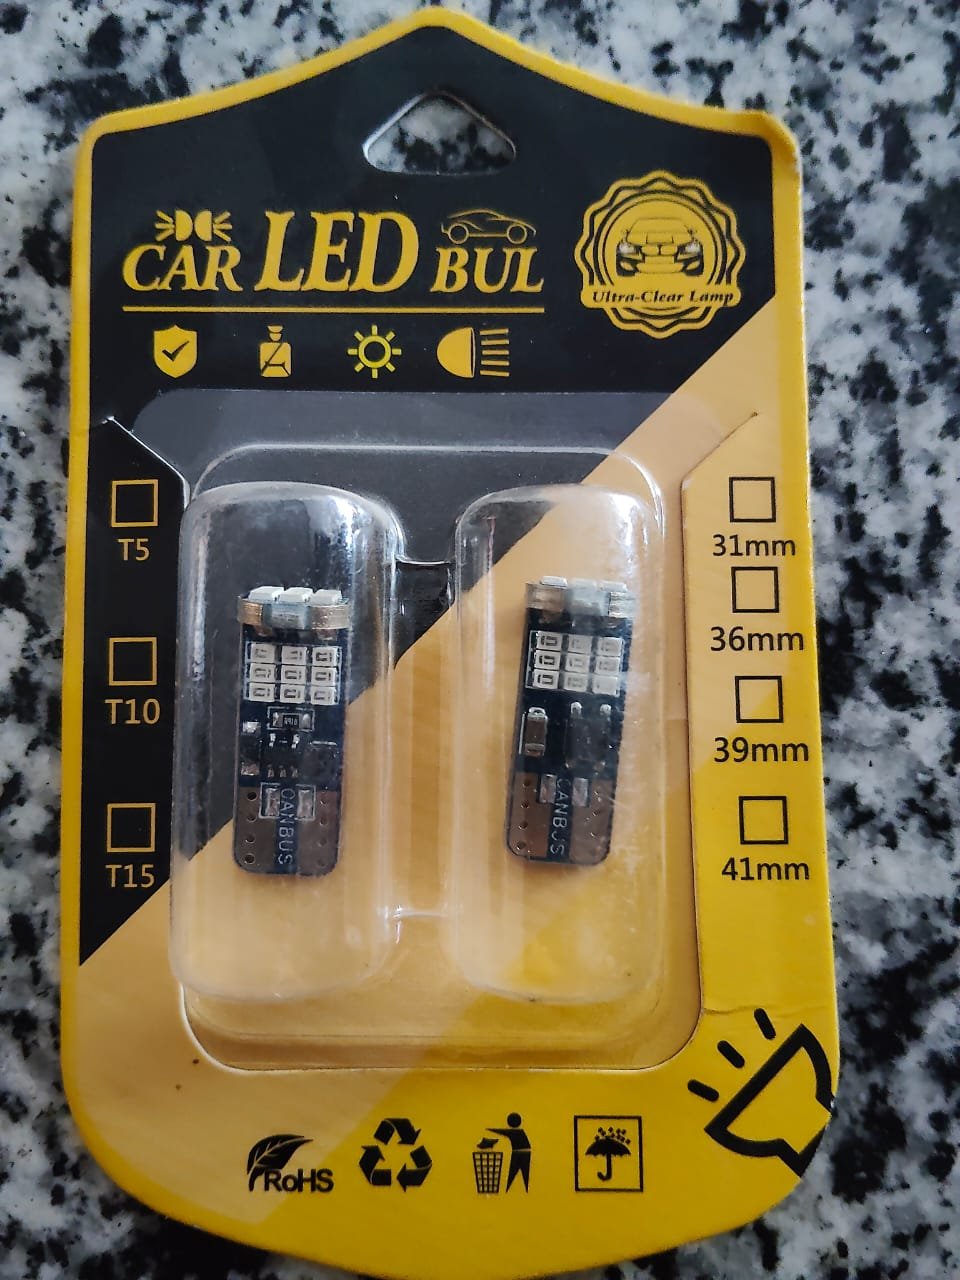 CAR LED BUL
Ultra-Clear Lamp
T5
T10
T15
31mm
36mm
39mm
41mm
CANBUS
CANBUS
RoHS